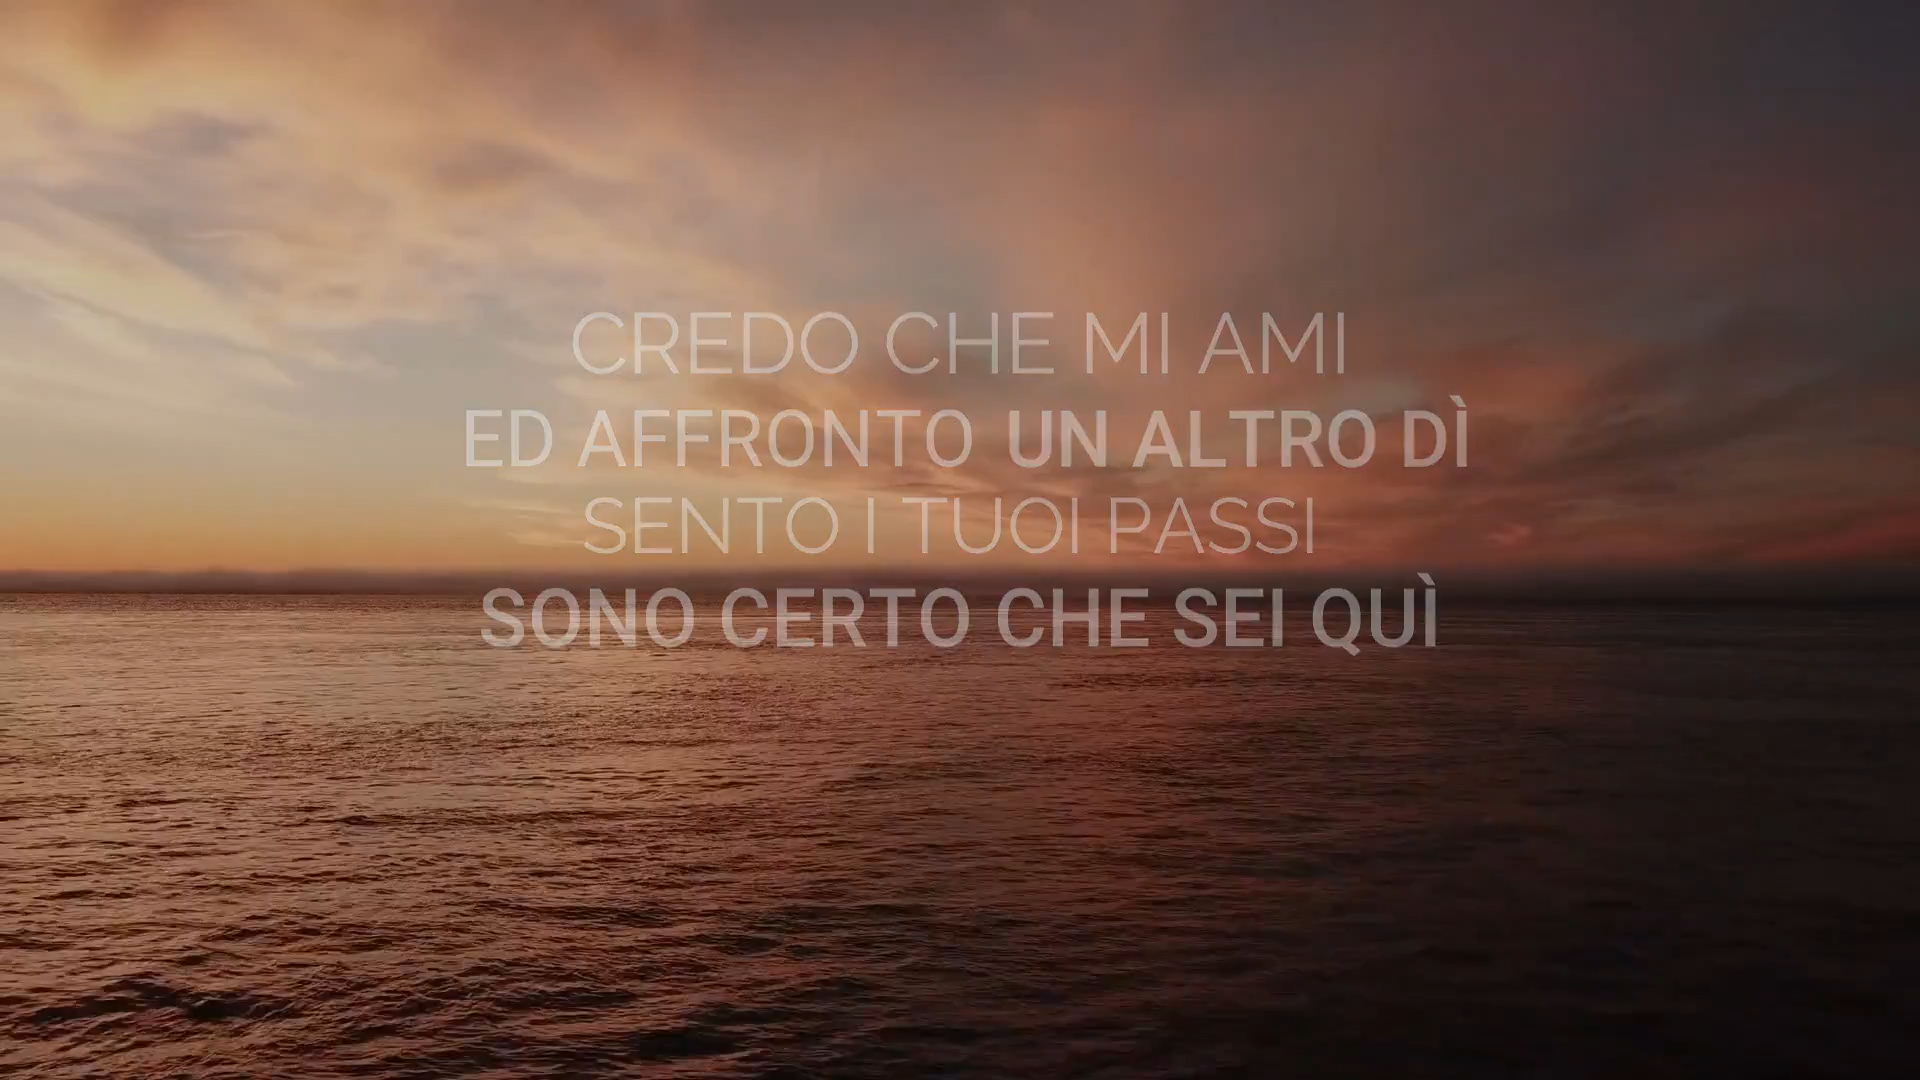 CREDO CHE MI AMI
ED AFFRONTO UN ALTRO DÌ
SENTO I TUOI PASSI
SONO CERTO CHE SEI QUÌ